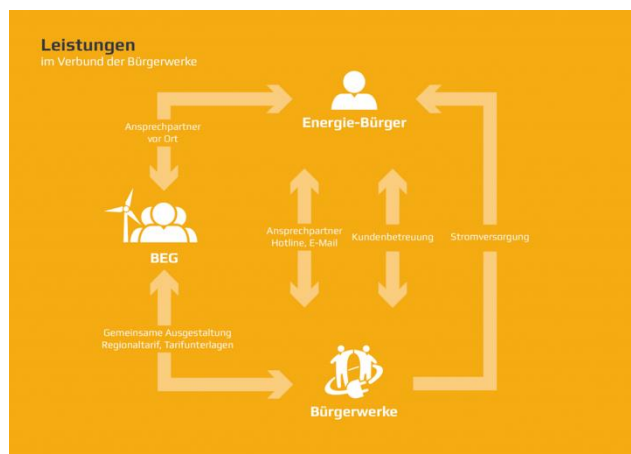 Leistungen
im Verbund der Bürgerwerke
Energie-Bürger
Ansprechpartner
vor Ort
BEG
Ansprechpartner
Hotline, E-Mail
Kundenbetreuung
Stromversorgung
Gemeinsame Ausgestaltung
Regionaltarif, Tarifunterlagen
Bürgerwerke